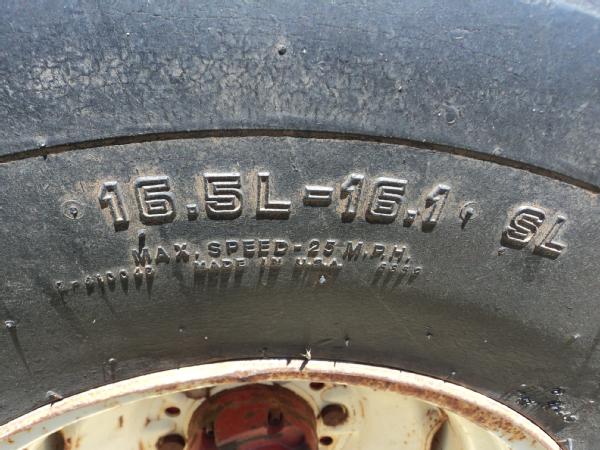 16.5L-16.1 SL
MAX. SPEED-25 M.P.H.
MADE IN U.S.A.